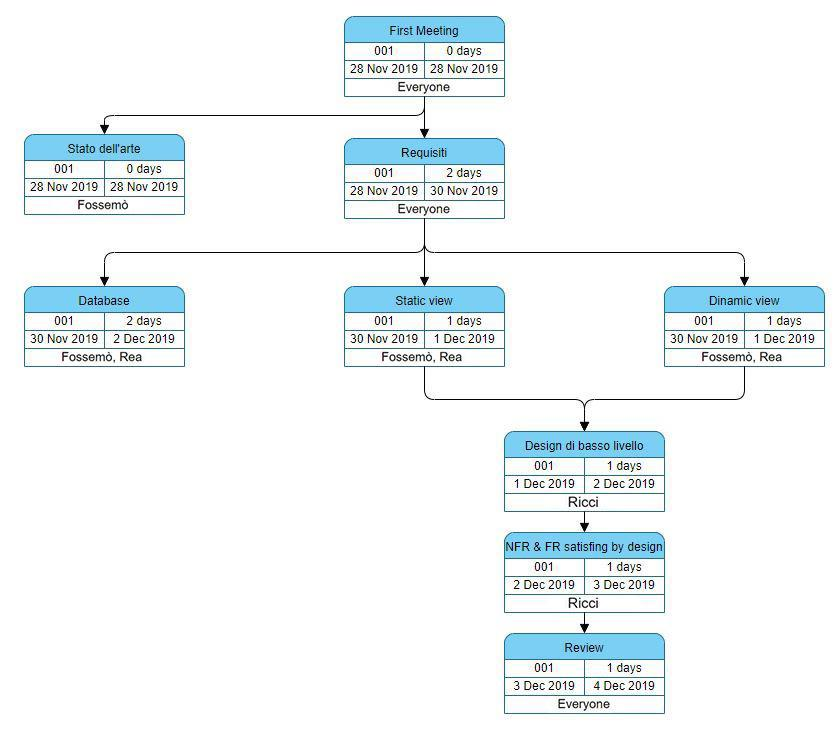 First Meeting
001 0 days
28 Nov 2019 28 Nov 2019
Everyone
Stato dell'arte
001 0 days
28 Nov 2019 28 Nov 2019
Fossemò
Requisiti
001 2 days
28 Nov 2019 30 Nov 2019
Everyone
Database
001 2 days
30 Nov 2019 2 Dec 2019
Fossemò, Rea
Static view
001 1 days
30 Nov 2019 1 Dec 2019
Fossemò, Rea
Dinamic view
001 1 days
30 Nov 2019 1 Dec 2019
Fossemò, Rea
Design di basso livello
001 1 days
1 Dec 2019 2 Dec 2019
Ricci
NFR & FR satisfing by design
001 1 days
2 Dec 2019 3 Dec 2019
Ricci
Review
001 1 days
3 Dec 2019 4 Dec 2019
Everyone